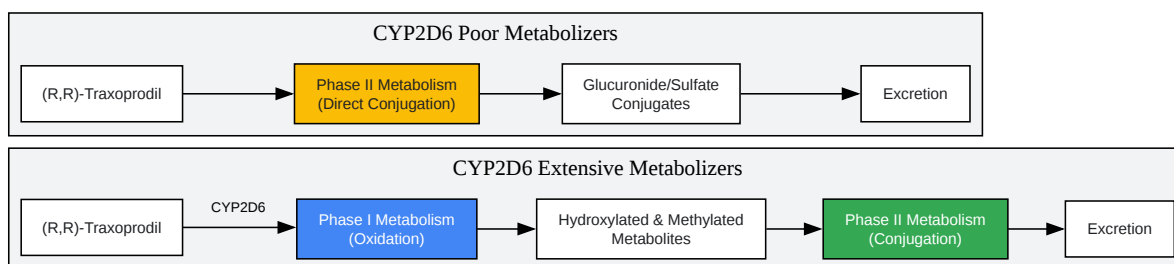 CYP2D6 Poor Metabolizers
(R,R)-Traxoprodil
Phase II Metabolism
(Direct Conjugation)
Glucuronide/Sulfate
Conjugates
Excretion
CYP2D6 Extensive Metabolizers
(R,R)-Traxoprodil
CYP2D6
Phase I Metabolism
(Oxidation)
Hydroxylated & Methylated
Metabolites
Phase II Metabolism
(Conjugation)
Excretion